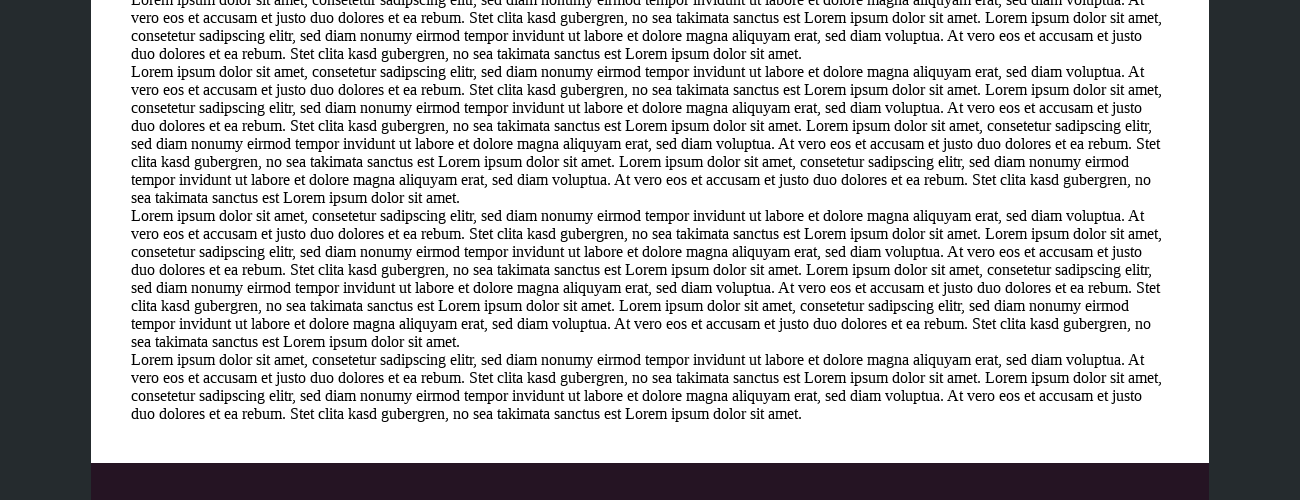 Lorem ipsum dolor sit amet, consetetur sadipscing elitr, sed diam nonumy eirmod tempor invidunt ut labore et dolore magna aliquyam erat, sed diam voluptua. At
vero eos et accusam et justo duo dolores et ea rebum. Stet clita kasd gubergren, no sea takimata sanctus est Lorem ipsum dolor sit amet. Lorem ipsum dolor sit amet,
consetetur sadipscing elitr, sed diam nonumy eirmod tempor invidunt ut labore et dolore magna aliquyam erat, sed diam voluptua. At vero eos et accusam et justo
duo dolores et ea rebum. Stet clita kasd gubergren, no sea takimata sanctus est Lorem ipsum dolor sit amet.
Lorem ipsum dolor sit amet, consetetur sadipscing elitr, sed diam nonumy eirmod tempor invidunt ut labore et dolore magna aliquyam erat, sed diam voluptua. At
vero eos et accusam et justo duo dolores et ea rebum. Stet clita kasd gubergren, no sea takimata sanctus est Lorem ipsum dolor sit amet. Lorem ipsum dolor sit amet,
consetetur sadipscing elitr, sed diam nonumy eirmod tempor invidunt ut labore et dolore magna aliquyam erat, sed diam voluptua. At vero eos et accusam et justo
duo dolores et ea rebum. Stet clita kasd gubergren, no sea takimata sanctus est Lorem ipsum dolor sit amet. Lorem ipsum dolor sit amet, consetetur sadipscing elitr,
sed diam nonumy eirmod tempor invidunt ut labore et dolore magna aliquyam erat, sed diam voluptua. At vero eos et accusam et justo duo dolores et ea rebum. Stet
clita kasd gubergren, no sea takimata sanctus est Lorem ipsum dolor sit amet. Lorem ipsum dolor sit amet, consetetur sadipscing elitr, sed diam nonumy eirmod
tempor invidunt ut labore et dolore magna aliquyam erat, sed diam voluptua. At vero eos et accusam et justo duo dolores et ea rebum. Stet clita kasd gubergren, no
sea takimata sanctus est Lorem ipsum dolor sit amet.
Lorem ipsum dolor sit amet, consetetur sadipscing elitr, sed diam nonumy eirmod tempor invidunt ut labore et dolore magna aliquyam erat, sed diam voluptua. At
vero eos et accusam et justo duo dolores et ea rebum. Stet clita kasd gubergren, no sea takimata sanctus est Lorem ipsum dolor sit amet. Lorem ipsum dolor sit amet,
consetetur sadipscing elitr, sed diam nonumy eirmod tempor invidunt ut labore et dolore magna aliquyam erat, sed diam voluptua. At vero eos et accusam et justo
duo dolores et ea rebum. Stet clita kasd gubergren, no sea takimata sanctus est Lorem ipsum dolor sit amet. Lorem ipsum dolor sit amet, consetetur sadipscing elitr,
sed diam nonumy eirmod tempor invidunt ut labore et dolore magna aliquyam erat, sed diam voluptua. At vero eos et accusam et justo duo dolores et ea rebum. Stet
clita kasd gubergren, no sea takimata sanctus est Lorem ipsum dolor sit amet. Lorem ipsum dolor sit amet, consetetur sadipscing elitr, sed diam nonumy eirmod
tempor invidunt ut labore et dolore magna aliquyam erat, sed diam voluptua. At vero eos et accusam et justo duo dolores et ea rebum. Stet clita kasd gubergren, no
sea takimata sanctus est Lorem ipsum dolor sit amet.
Lorem ipsum dolor sit amet, consetetur sadipscing elitr, sed diam nonumy eirmod tempor invidunt ut labore et dolore magna aliquyam erat, sed diam voluptua. At
vero eos et accusam et justo duo dolores et ea rebum. Stet clita kasd gubergren, no sea takimata sanctus est Lorem ipsum dolor sit amet. Lorem ipsum dolor sit amet,
consetetur sadipscing elitr, sed diam nonumy eirmod tempor invidunt ut labore et dolore magna aliquyam erat, sed diam voluptua. At vero eos et accusam et justo
duo dolores et ea rebum. Stet clita kasd gubergren, no sea takimata sanctus est Lorem ipsum dolor sit amet.